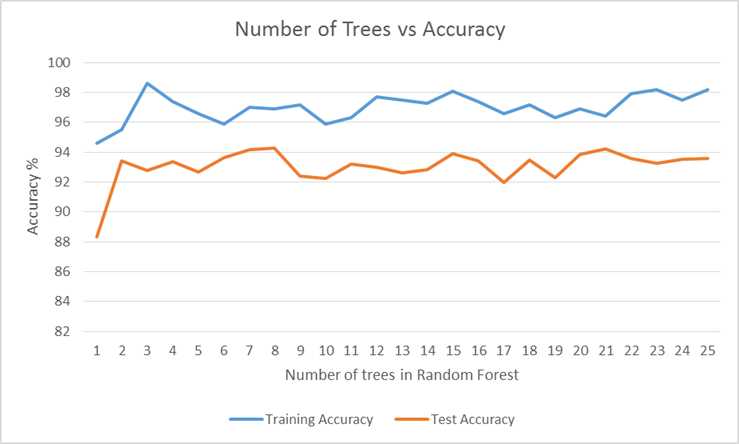 Number of Trees vs Accuracy
100
98
96
94
92
90
88
86
84
82
Accuracy %
1 2 3 4 5 6 7 8 9 10 11 12 13 14 15 16 17 18 19 20 21 22 23 24 25
Number of trees in Random Forest
Training Accuracy Test Accuracy